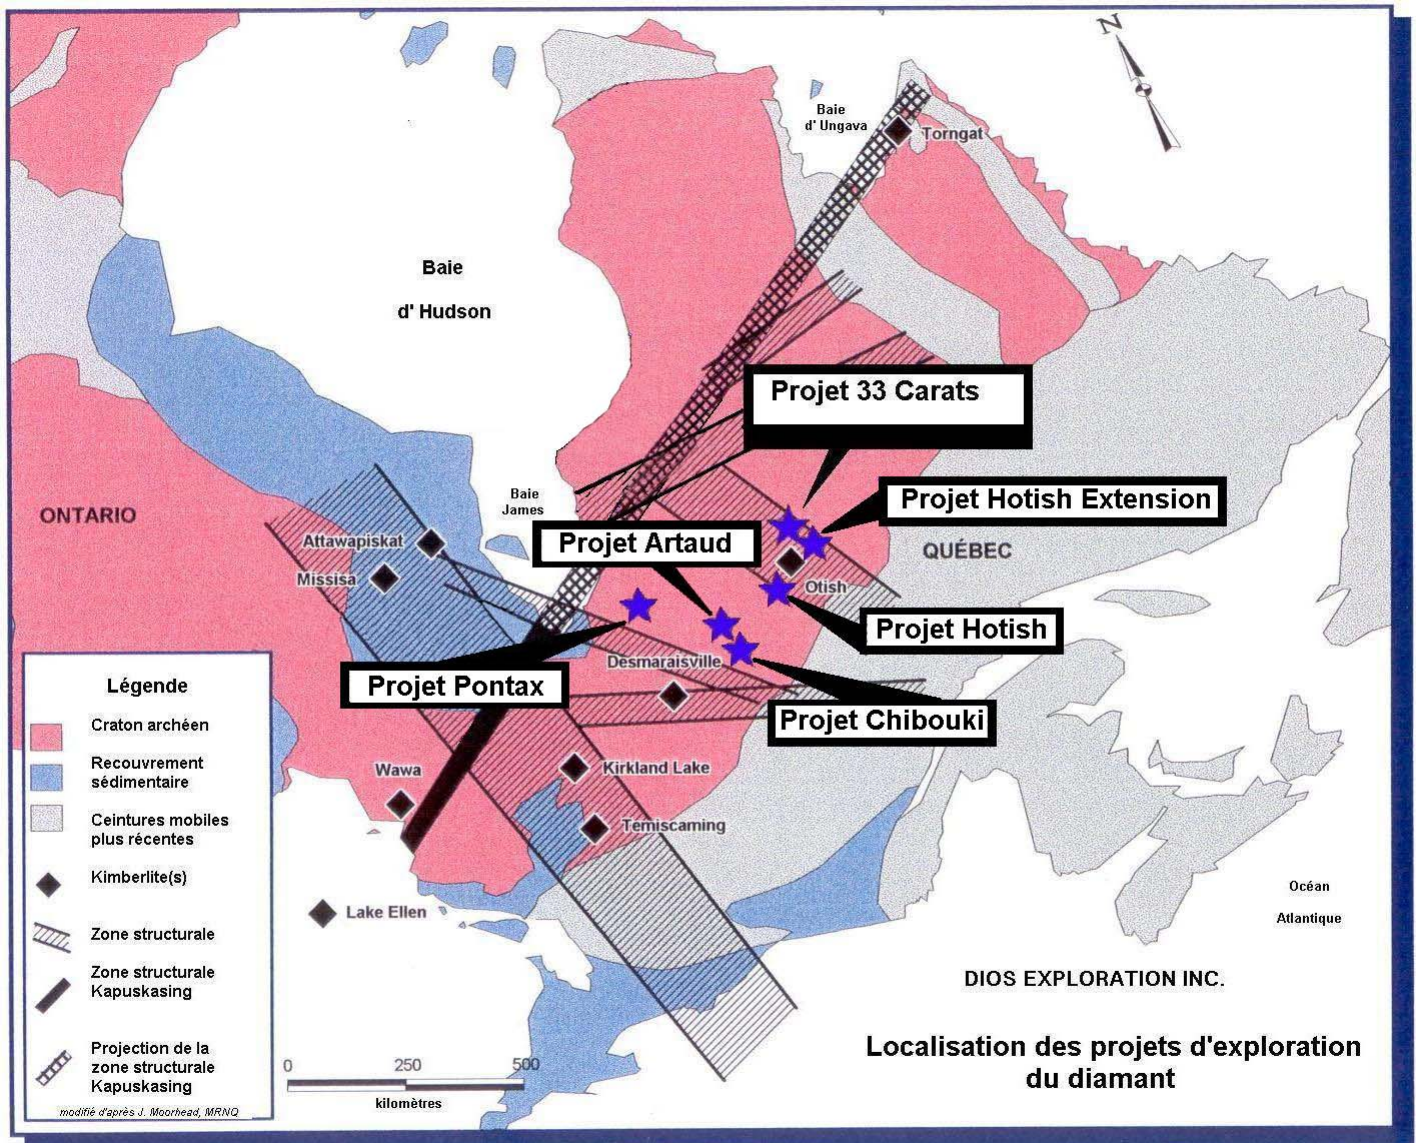 N
Baie
d' Ungava
Torngat
Baie
d' Hudson
Projet 33 Carats
Projet Hotish Extension
ONTARIO
Baie
James
Attawapiskat
Projet Artaud
QUÉBEC
Missisa
Otish
Projet Hotish
Desmaraisville
Projet Pontax
Projet Chibouki
Wawa
Kirkland Lake
Temiscaming
Lake Ellen
Océan
Atlantique
Légende
Craton archéen
Recouvrement
sédimentaire
Ceintures mobiles
plus récentes
Kimberlite(s)
Zone structurale
Zone structurale
Kapuskasing
Projection de la
zone structurale
Kapuskasing
modifié d'après J. Moorhead, MRNQ
0 250 500
kilomètres
DIOS EXPLORATION INC.
Localisation des projets d'exploration
du diamant